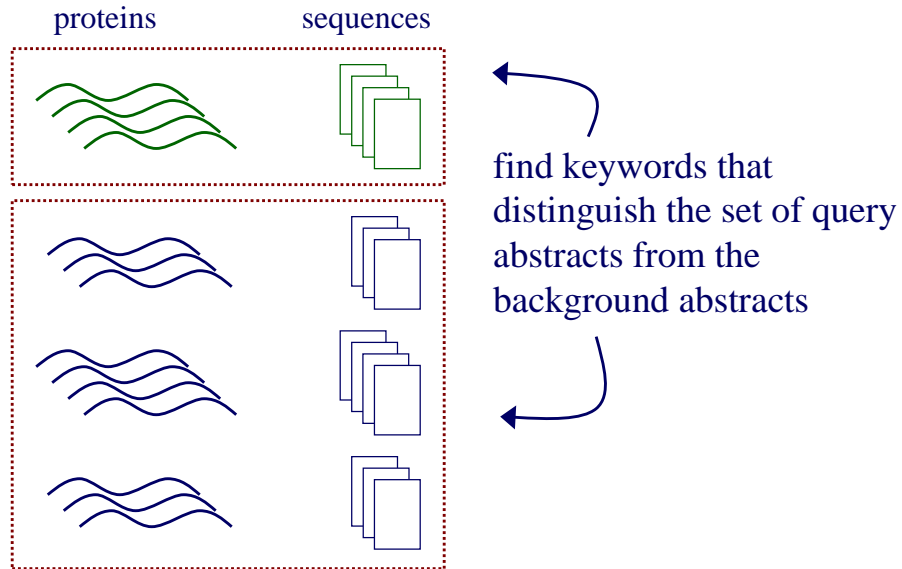 proteins
sequences
find keywords that
distinguish the set of query
abstracts from the
background abstracts